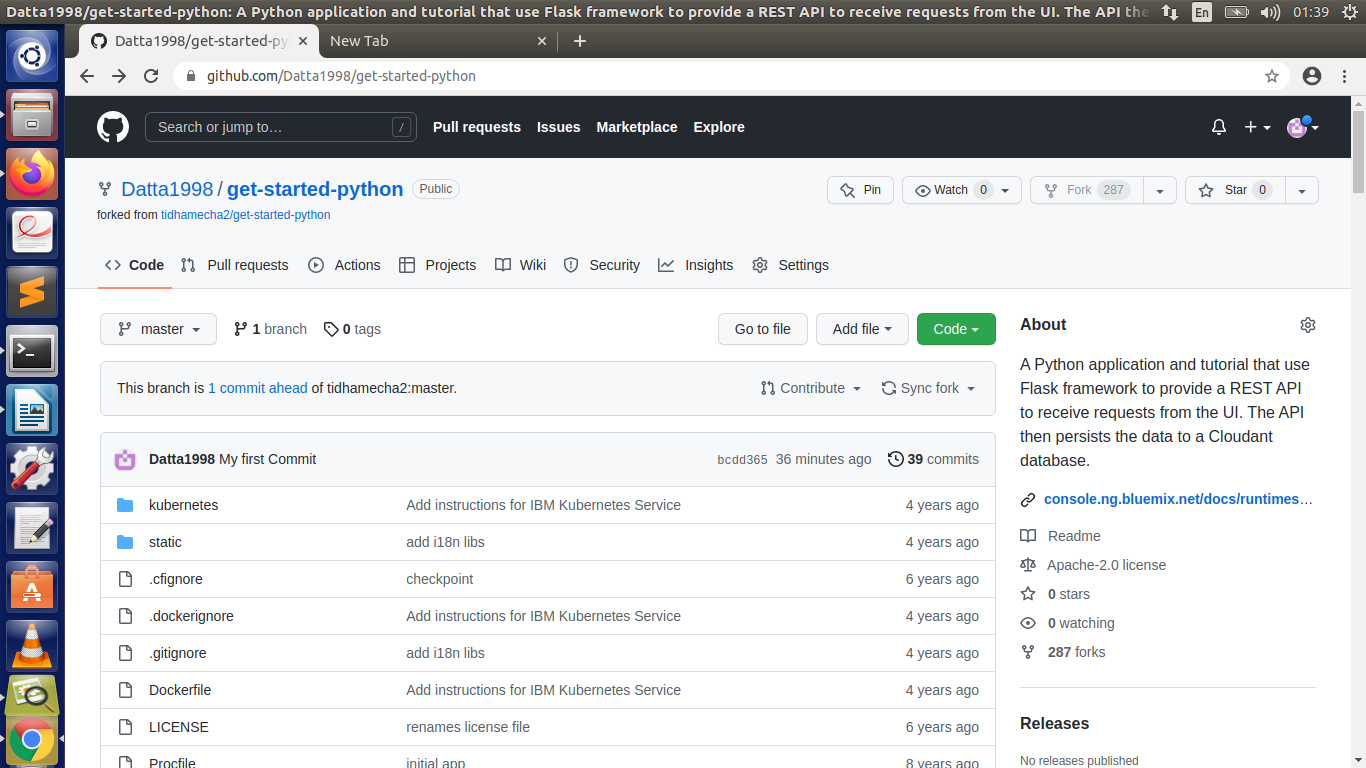 Datta1998/get-started-python: A Python application and tutorial that use Flask framework to provide a REST API to receive requests from the UI. The API the
En
01:39
Datta1998/get-started-py
New Tab
github.com/Datta1998/get-started-python
Search or jump to…
/
Pull requests
Issues
Marketplace
Explore
Datta1998 / get-started-python
Public
Pin
Watch 0
Fork 287
Star 0
forked from tidhamecha2/get-started-python
Code
Pull requests
Actions
Projects
Wiki
Security
Insights
Settings
master
1 branch
0 tags
Go to file
Add file
Code
This branch is 1 commit ahead of tidhamecha2:master.
Contribute
Sync fork
Datta1998 My first Commit
bcdd365 36 minutes ago
39 commits
kubernetes Add instructions for IBM Kubernetes Service 4 years ago
static add i18n libs 4 years ago
.cfignore checkpoint 6 years ago
.dockerignore Add instructions for IBM Kubernetes Service 4 years ago
.gitignore add i18n libs 4 years ago
Dockerfile Add instructions for IBM Kubernetes Service 4 years ago
LICENSE renames license file 6 years ago
Procfile initial app 8 years ago
About
A Python application and tutorial that use
Flask framework to provide a REST API
to receive requests from the UI. The API
then persists the data to a Cloudant
database.
console.ng.bluemix.net/docs/runtimes…
Readme
Apache-2.0 license
0 stars
0 watching
287 forks
Releases
No releases published